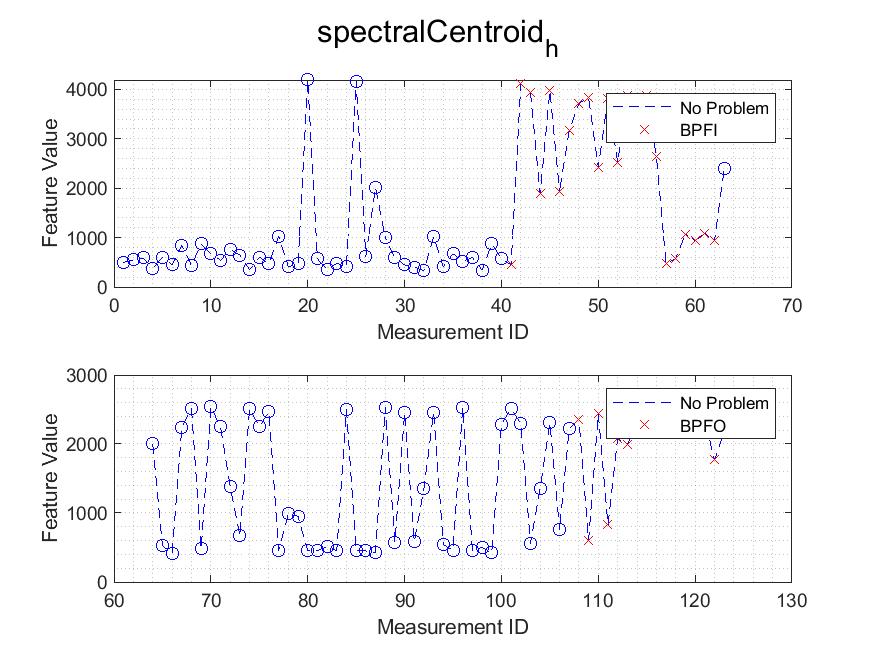 spectralCentroid_h
4000
3000
2000
1000
0
Feature Value
No Problem
BPFI
0 10 20 30 40 50 60 70
Measurement ID
3000
2000
1000
0
Feature Value
No Problem
BPFO
60 70 80 90 100 110 120 130
Measurement ID